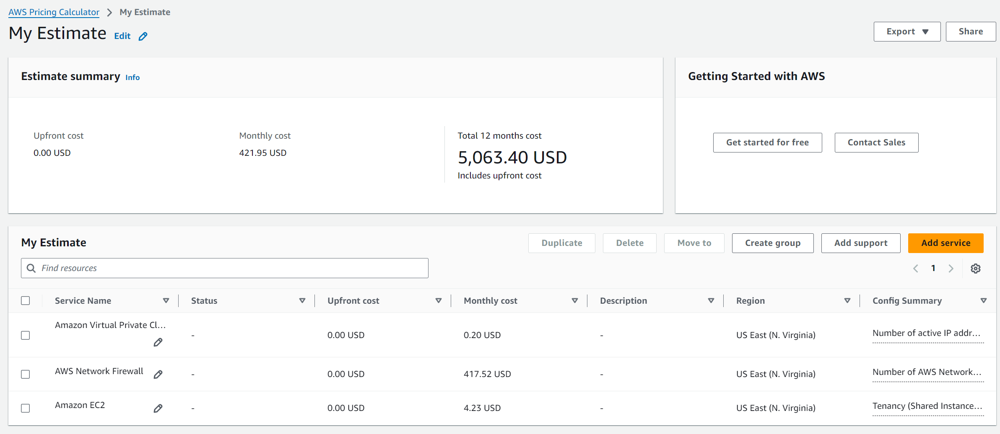 AWS Pricing Calculator > My Estimate
My Estimate Edit
Export Share
Estimate summary Info
Getting Started with AWS
Upfront cost Monthly cost Total 12 months cost
0.00 USD 421.95 USD 5,063.40 USD
Includes upfront cost
Get started for free Contact Sales
My Estimate
Duplicate Delete Move to Create group Add support Add service
Find resources
1
Service Name Status Upfront cost Monthly cost Description Region Config Summary
Amazon Virtual Private Cl... - 0.00 USD 0.20 USD - US East (N. Virginia) Number of active IP addr...
AWS Network Firewall - 0.00 USD 417.52 USD - US East (N. Virginia) Number of AWS Network...
Amazon EC2 - 0.00 USD 4.23 USD - US East (N. Virginia) Tenancy (Shared Instance...